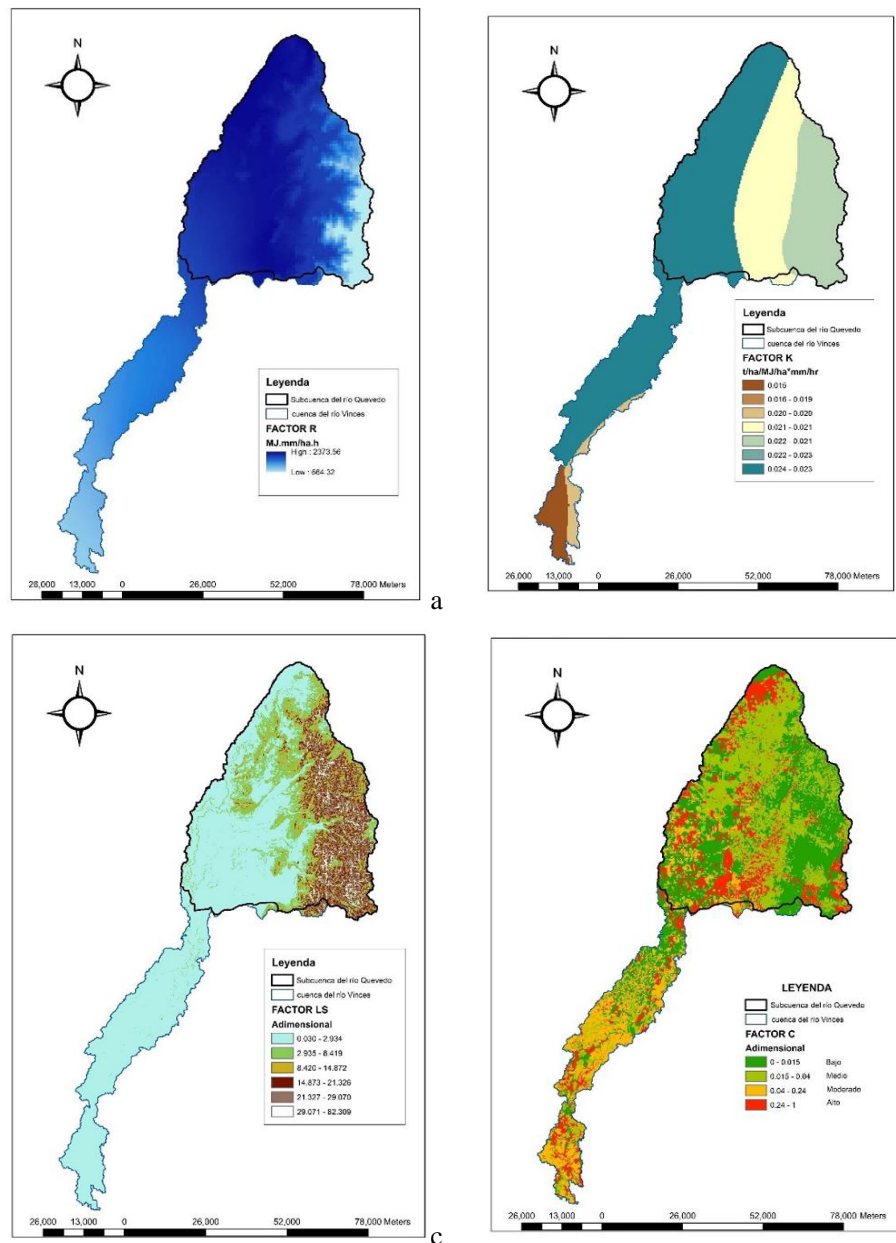 N
Leyenda
Subcuenca del río Quevedo
cuenca del río Vinces
FACTOR R
MJ.mm/ha.h
High : 2373.56
Low : 664.32
28,000 13,000 0 26,000 52,000 78,000 Meters
a
N
Leyenda
Subcuenca del río Quevedo
cuenca del río Vinces
FACTOR K
t/ha/MJ/ha*mm/hr
0.015
0.016 - 0.019
0.020 - 0.020
0.021 - 0.021
0.022 - 0.021
0.022 - 0.023
0.024 - 0.023
26,000 13,000 0 26,000 52,000 78,000 Meters
N
Leyenda
Subcuenca del río Quevedo
cuenca del río Vinces
FACTOR LS
Adimensional
0.030 - 2.934
2.935 - 8.419
8.420 - 14.872
14.873 - 21.326
21.327 - 29.070
29.071 - 82.309
26,000 13,000 0 26,000 52,000 78,000 Meters
c
N
LEYENDA
Subcuenca del río Quevedo
cuenca del río Vinces
FACTOR C
Adimensional
0 - 0.015 Bajo
0.015 - 0.04 Medio
0.04 - 0.24 Moderado
0.24 - 1 Alto
26,000 13,000 0 26,000 52,000 78,000 Meters